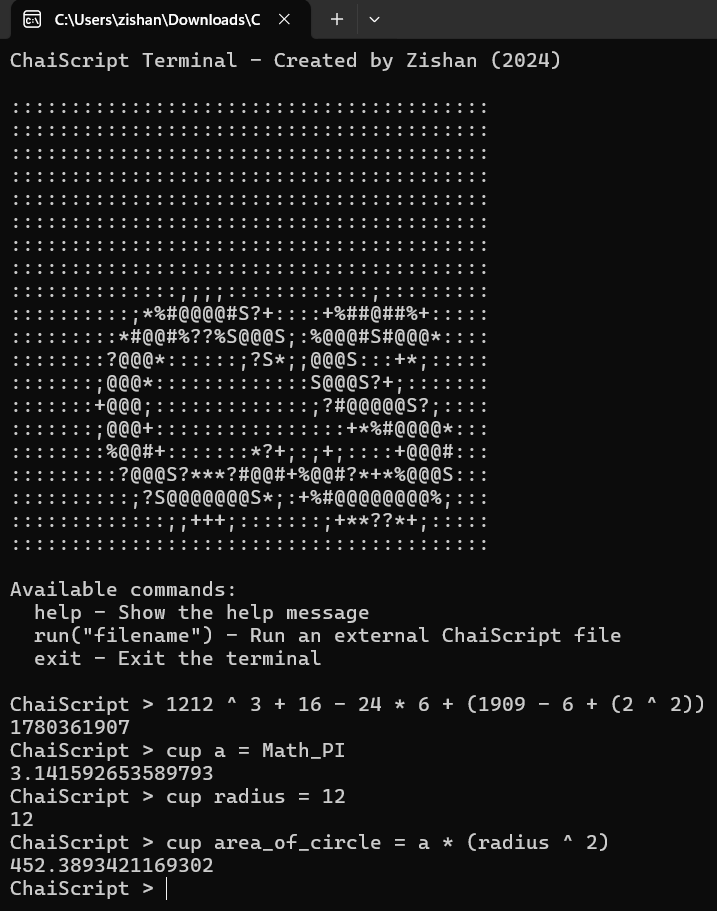 C:\Users\zishan\Downloads\C
ChaiScript Terminal - Created by Zishan (2024)
::::::::::::::::::::::::::::::::::::::::
::::::::::::::::::::::::::::::::::::::::
::::::::::::::::::::::::::::::::::::::::
::::::::::::::::::::::::::::::::::::::::
::::::::::::::::::::::::::::::::::::::::
::::::::::::::::::::::::::::::::::::::::
::::::::::::::::::::::::::::::::::::::::
::::::::::::::::::::::::::::::::::::::::
::::::::::::::;;;;::::::::::::;:::::::::
::::::::::;*%#@@@@#S?+::::+%##@##%+:::::
:::::::::*#@@#%??%S@@@S;:%@@@#S#@@@*::::
::::::::?@@@*::::::;?S*;;@@@S:::+*;:::::
:::::::;@@@*:::::::::::::S@@@S?+;:::::::
:::::::+@@@;:::::::::::::;?#@@@@@S?;::::
:::::::;@@@+::::::::::::::::+*%#@@@@*:::
::::::::%@@#+:::::::*?+;:;+;::::+@@@#:::
:::::::::?@@@S?***?#@@#+%@@#?*+*%@@@S:::
::::::::::;?S@@@@@@@S*;:+%#@@@@@@@@%;:::
:::::::::::::;;+++;:::::::;+**??*+;:::::
::::::::::::::::::::::::::::::::::::::::
Available commands:
help - Show the help message
run("filename") - Run an external ChaiScript file
exit - Exit the terminal
ChaiScript > 1212 ^ 3 + 16 - 24 * 6 + (1909 - 6 + (2 ^ 2))
1780361907
ChaiScript > cup a = Math_PI
3.141592653589793
ChaiScript > cup radius = 12
12
ChaiScript > cup area_of_circle = a * (radius ^ 2)
452.3893421169302
ChaiScript >